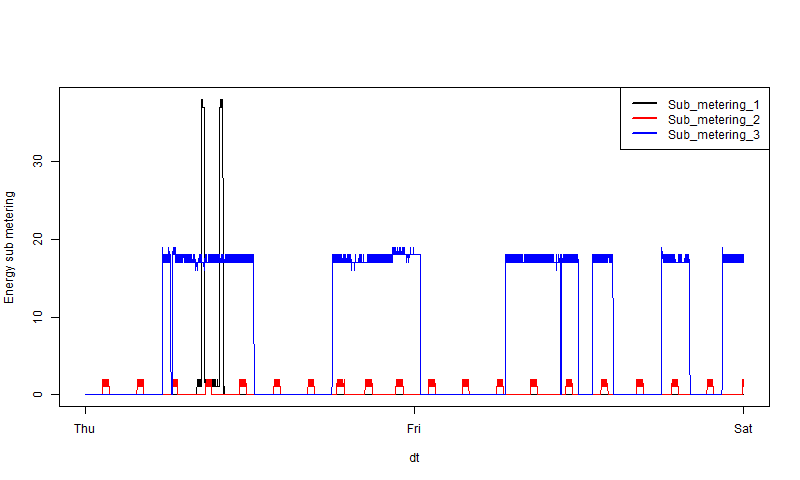 Sub_metering_1
Sub_metering_2
Sub_metering_3
Energy sub metering
30
20
10
0
Thu Fri Sat
dt